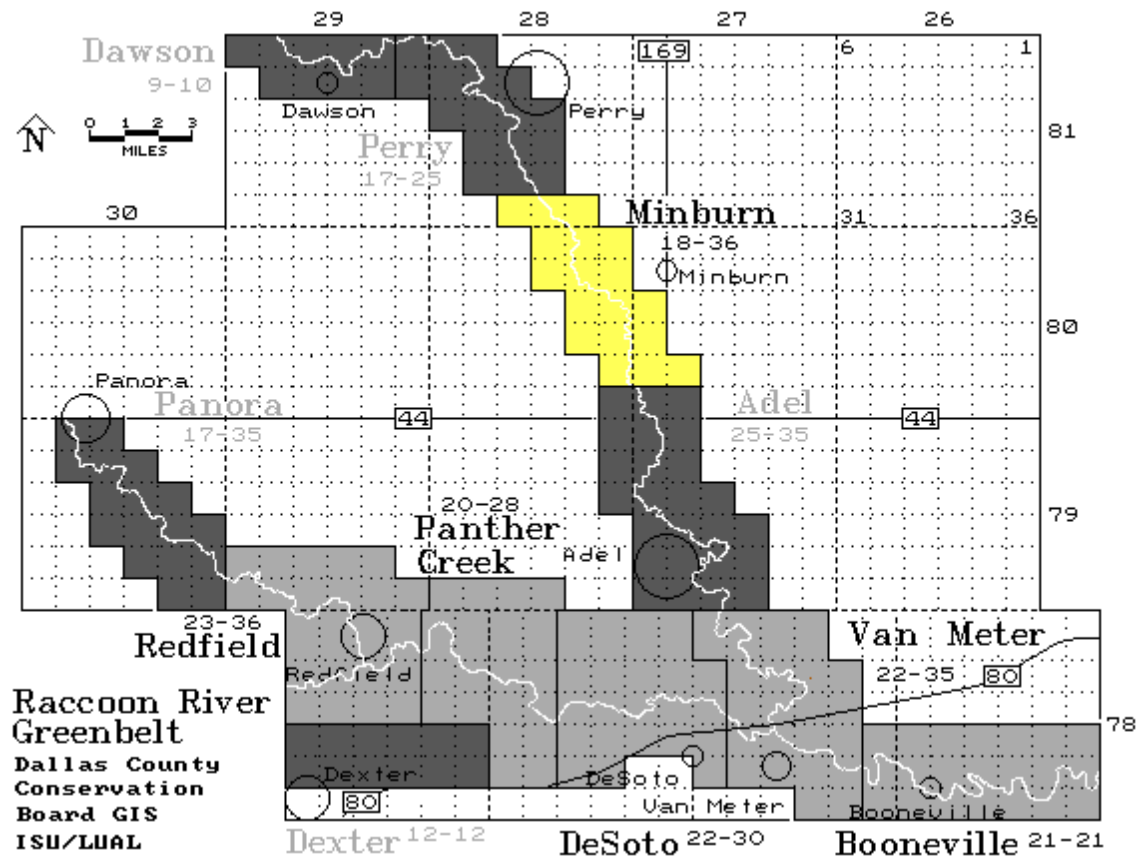 29 28 27 26
Dawson
9-10
169
6 1
Dawson
Perry
N
0 1 2 3
MILES
81
Perry
17-25
30
Minburn
31 36
18-36
Minburn
80
Panora
Panora
17-35
44
Adel
25-35
44
20-28
Panther
Creek
Adel
79
23-36
Redfield
Van Meter
22-35
80
Redfield
Raccoon River
Greenbelt
78
Dallas County
Conservation
Board GIS
ISU/LUAL
Dexter
80
DeSoto
Van Meter
Booneville
Dexter 12-12
DeSoto 22-30
Booneville 21-21